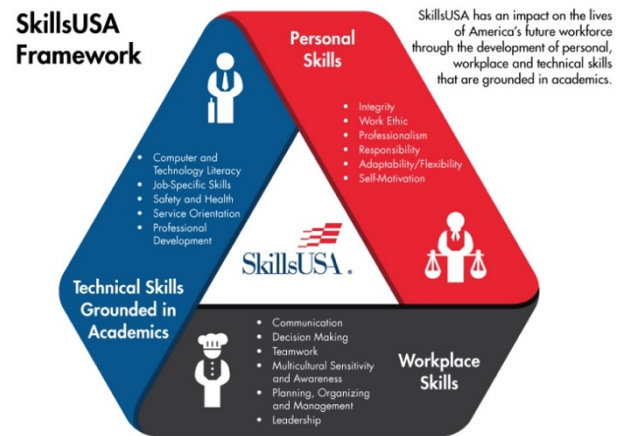 SkillsUSA
Framework
SkillsUSA has an impact on the lives
of America's future workforce
through the development of personal,
workplace and technical skills
that are grounded in academics.
Personal
Skills
• Integrity
• Work Ethic
• Professionalism
• Responsibility
• Adaptability/Flexibility
• Self-Motivation
• Computer and
Technology Literacy
• Job-Specific Skills
• Safety and Health
• Service Orientation
• Professional
Development
SkillsUSA®
Technical Skills
Grounded in
Academics
• Communication
• Decision Making
• Teamwork
• Multicultural Sensitivity
and Awareness
• Planning, Organizing
and Management
• Leadership
Workplace
Skills